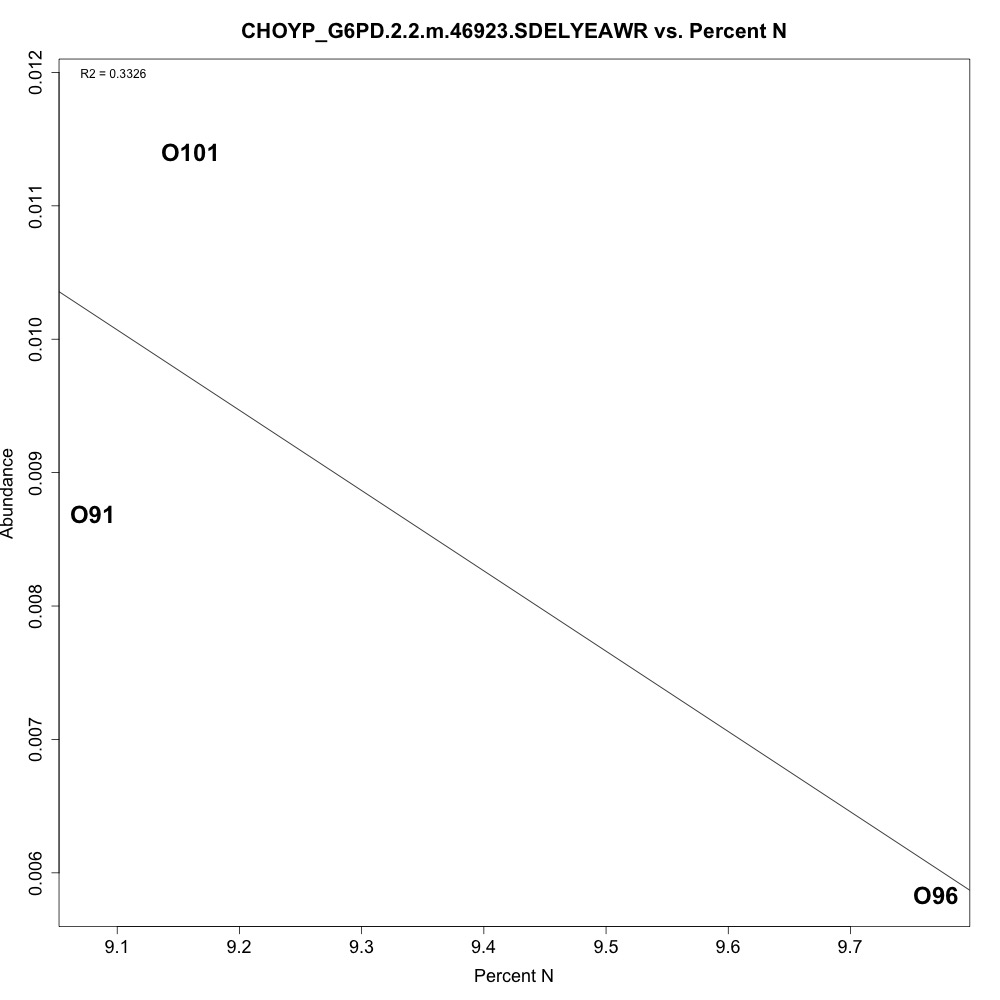 CHOYP_G6PD.2.2.m.46923.SDELYEAWR vs. Percent N
R2 = 0.3326
0.012
0.011
0.010
0.009
0.008
0.007
0.006
Abundance
O101
O91
O96
9.1 9.2 9.3 9.4 9.5 9.6 9.7
Percent N